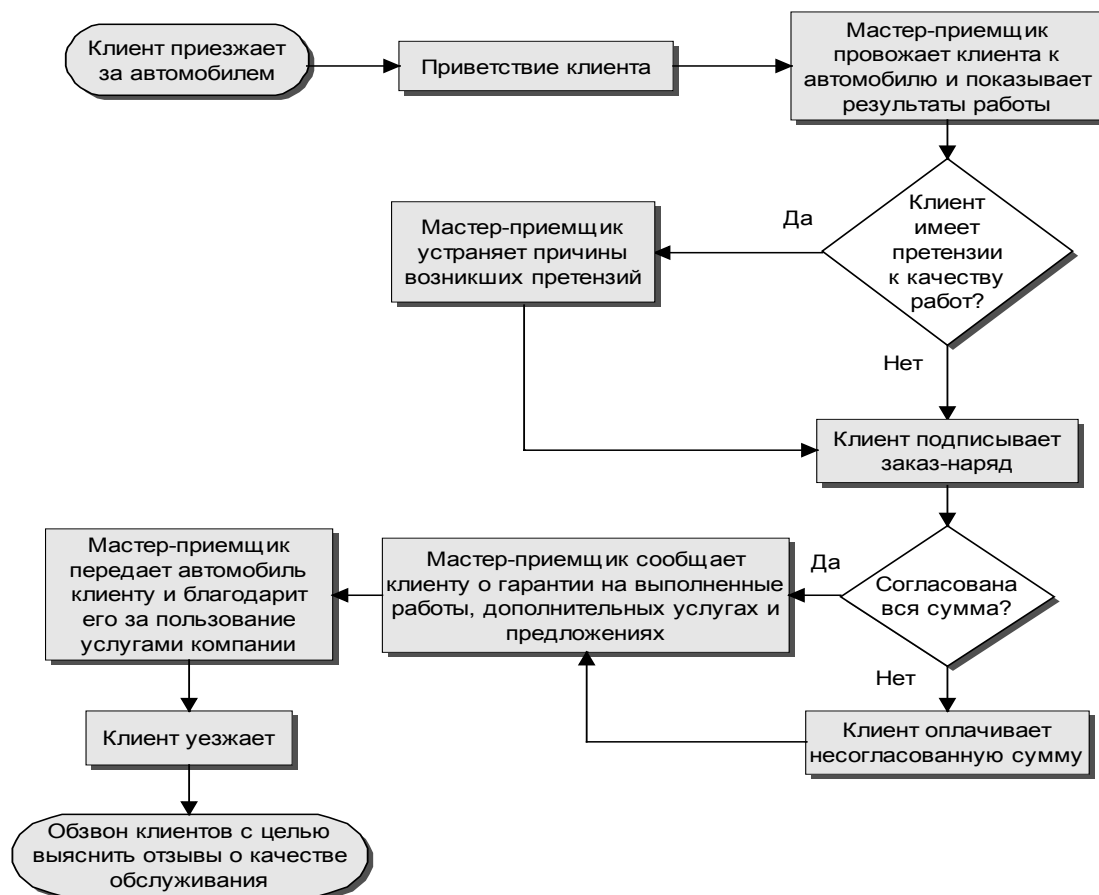 Клиент приезжает
за автомобилем
Приветствие клиента
Мастер-приемщик
провожает клиента к
автомобилю и показывает
результаты работы
Клиент
имеет
претензии
к качеству
работ?
Да
Мастер-приемщик
устраняет причины
возникших претензий
Нет
Клиент подписывает
заказ-наряд
Согласована
вся сумма?
Да
Мастер-приемщик сообщает
клиенту о гарантии на выполненные
работы, дополнительных услугах и
предложениях
Нет
Клиент оплачивает
несогласованную сумму
Мастер-приемщик
передает автомобиль
клиенту и благодарит
его за пользование
услугами компании
Клиент уезжает
Обзвон клиентов с целью
выяснить отзывы о качестве
обслуживания